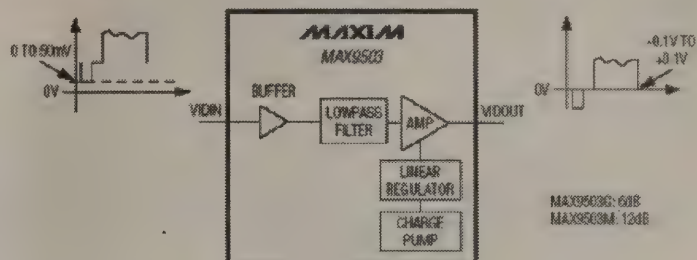 0 TO 50mV
0V
MAXIM
MAX9503
VIDIN
BUFFER
LOWPASS
FILTER
AMP
LINEAR
REGULATOR
CHARGE
PUMP
VIDOUT
-0.1V TO
+0.1V
0V
MAX9503G: 6dB
MAX9503M: 12dB